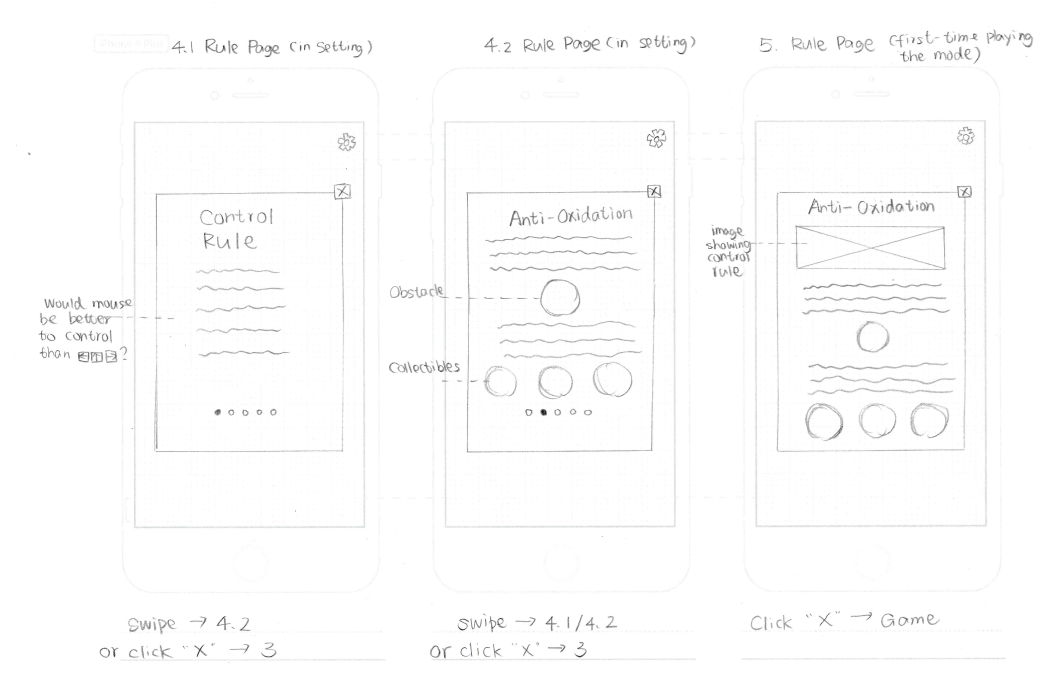 4.1 Rule Page (in setting)
4.2 Rule Page (in setting)
5. Rule Page (first-time playing
the mode)
X
Control
Rule
Would mouse
be better
to control
than ← ↑ → ?
Swipe → 4.2
or click "X" → 3
X
Anti-Oxidation
Obstacle
Collectibles
swipe → 4.1/4.2
or click "X" → 3
X
Anti-Oxidation
image
showing
control
rule
Click "X" → Game